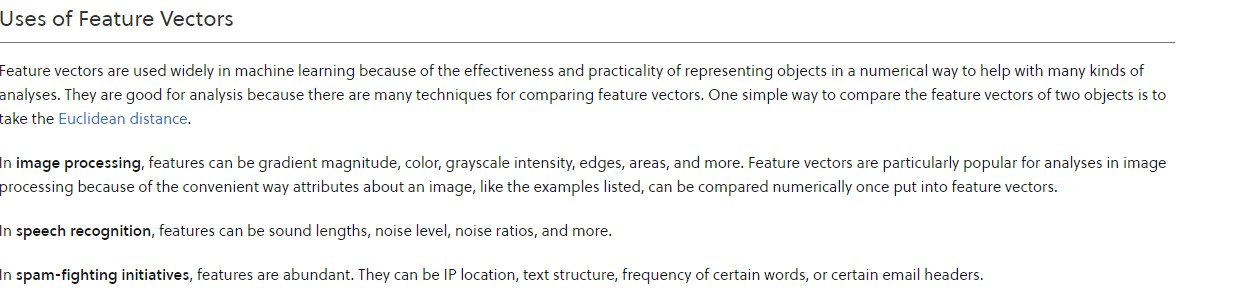 Uses of Feature Vectors
Feature vectors are used widely in machine learning because of the effectiveness and practicality of representing objects in a numerical way to help with many kinds of
analyses. They are good for analysis because there are many techniques for comparing feature vectors. One simple way to compare the feature vectors of two objects is to
take the Euclidean distance.
In image processing, features can be gradient magnitude, color, grayscale intensity, edges, areas, and more. Feature vectors are particularly popular for analyses in image
processing because of the convenient way attributes about an image, like the examples listed, can be compared numerically once put into feature vectors.
In speech recognition, features can be sound lengths, noise level, noise ratios, and more.
In spam-fighting initiatives, features are abundant. They can be IP location, text structure, frequency of certain words, or certain email headers.